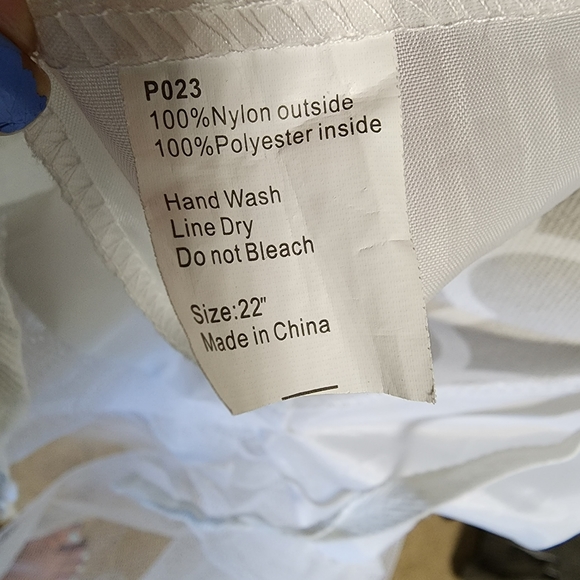 P023
100%Nylon outside
100%Polyester inside
Hand Wash
Line Dry
Do not Bleach
Size:22"
Made in China